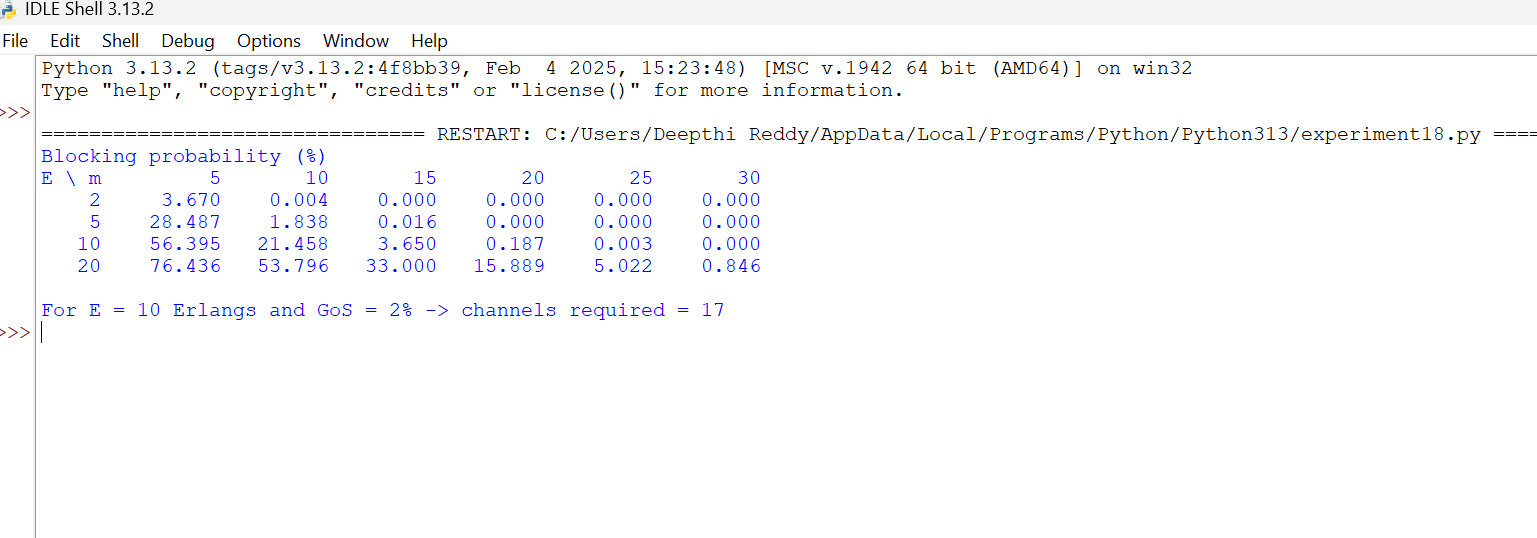 IDLE Shell 3.13.2
File Edit Shell Debug Options Window Help
Python 3.13.2 (tags/v3.13.2:4f8bb39, Feb  4 2025, 15:23:48) [MSC v.1942 64 bit (AMD64)] on win32
Type "help", "copyright", "credits" or "license()" for more information.
>>>
================================ RESTART: C:/Users/Deepthi Reddy/AppData/Local/Programs/Python/Python313/experiment18.py ====
Blocking probability (%)
E \ m         5       10       15       20       25       30
    2     3.670    0.004    0.000    0.000    0.000    0.000
    5    28.487    1.838    0.016    0.000    0.000    0.000
   10    56.395   21.458    3.650    0.187    0.003    0.000
   20    76.436   53.796   33.000   15.889    5.022    0.846
For E = 10 Erlangs and GoS = 2% -> channels required = 17
>>>